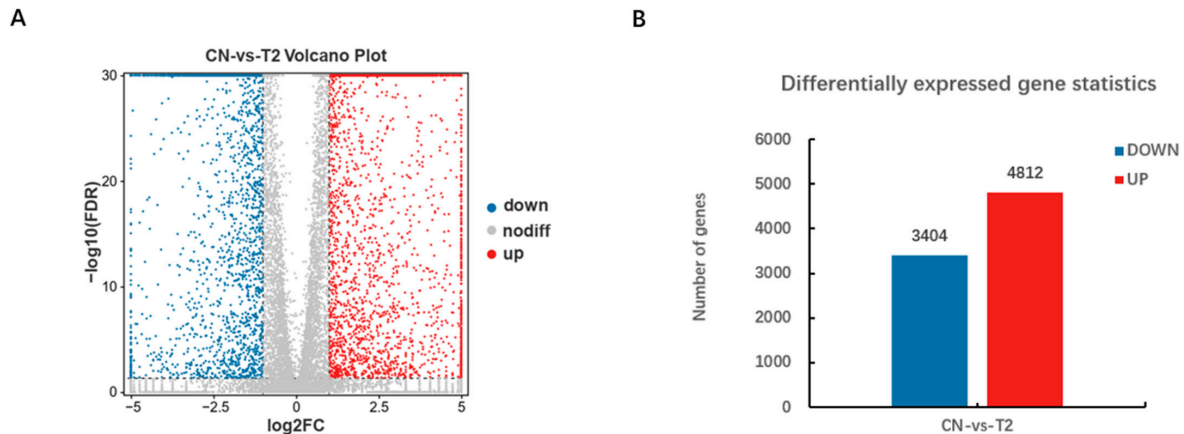 A
CN-vs-T2 Volcano Plot
−log10(FDR)
30
20
10
0
−5
−2.5
0
2.5
5
log2FC
down
nodiff
up
B
Differentially expressed gene statistics
Number of genes
6000
5000
4000
3000
2000
1000
0
3404
4812
CN-vs-T2
DOWN
UP